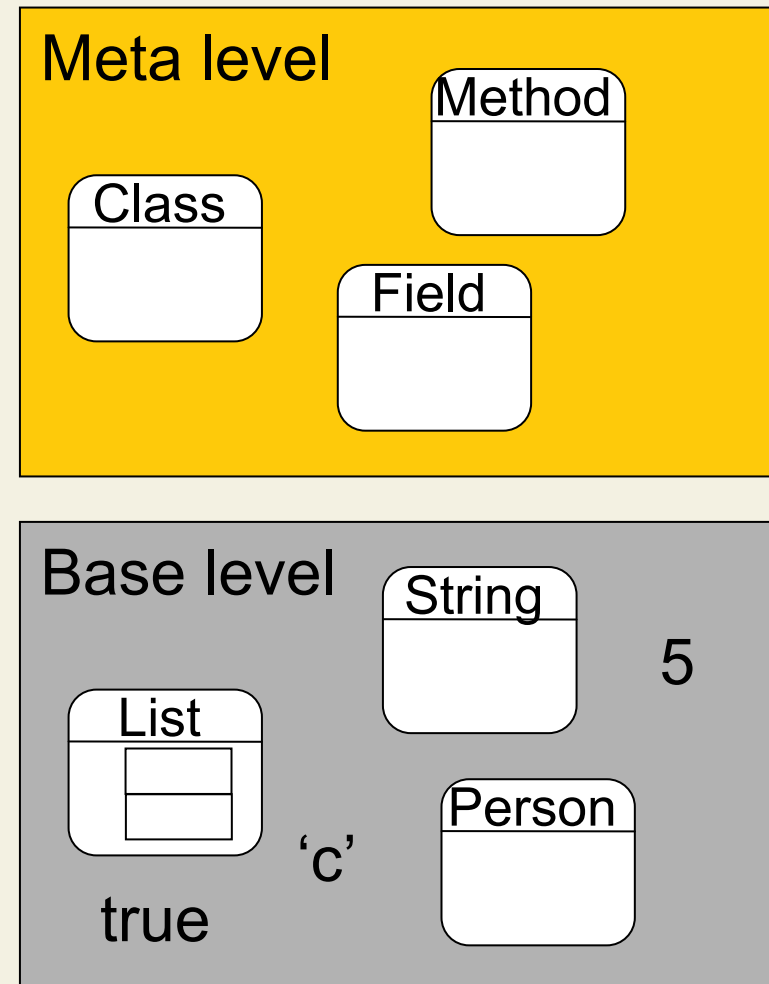 Meta level
Method
Class
Field
Base level
String
5
List
Person
‘c’
true